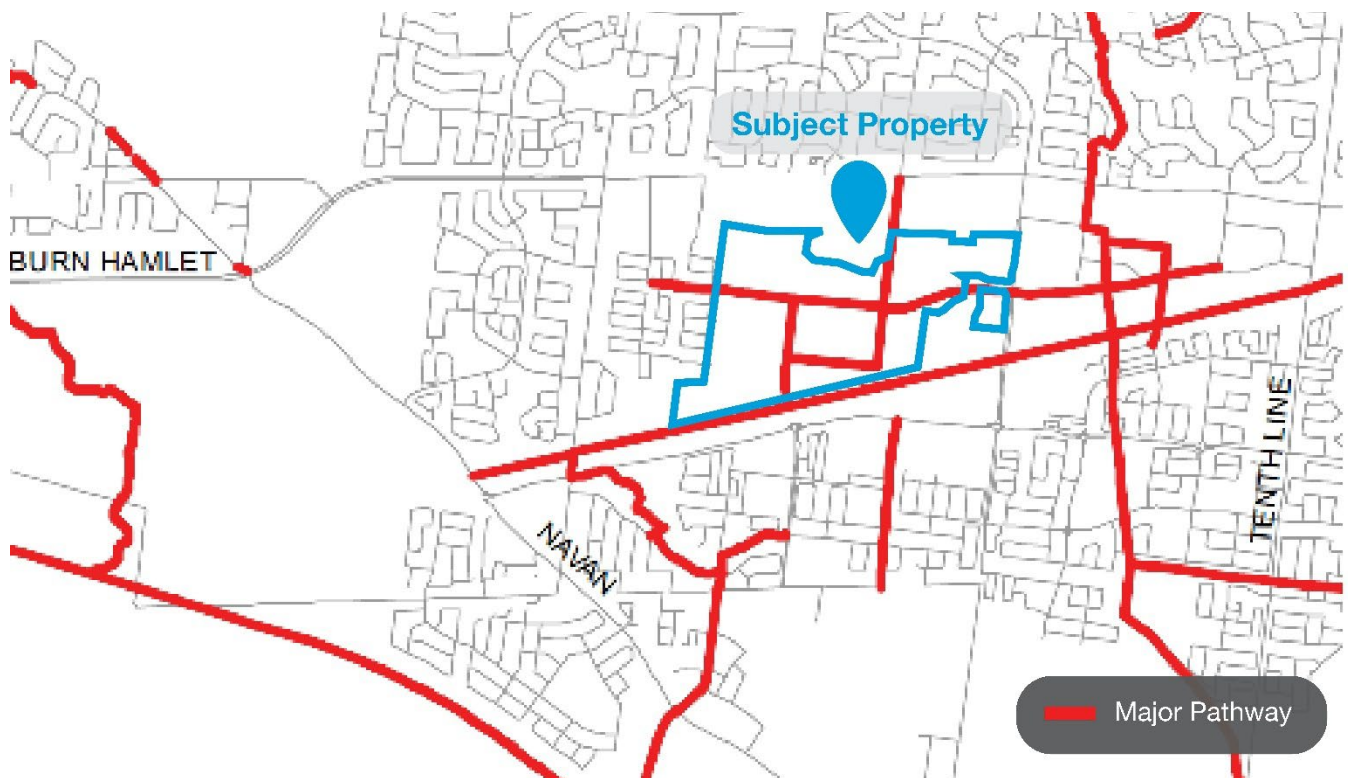 Subject Property
BURN HAMLET
TENTH LINE
NAVAN
Major Pathway